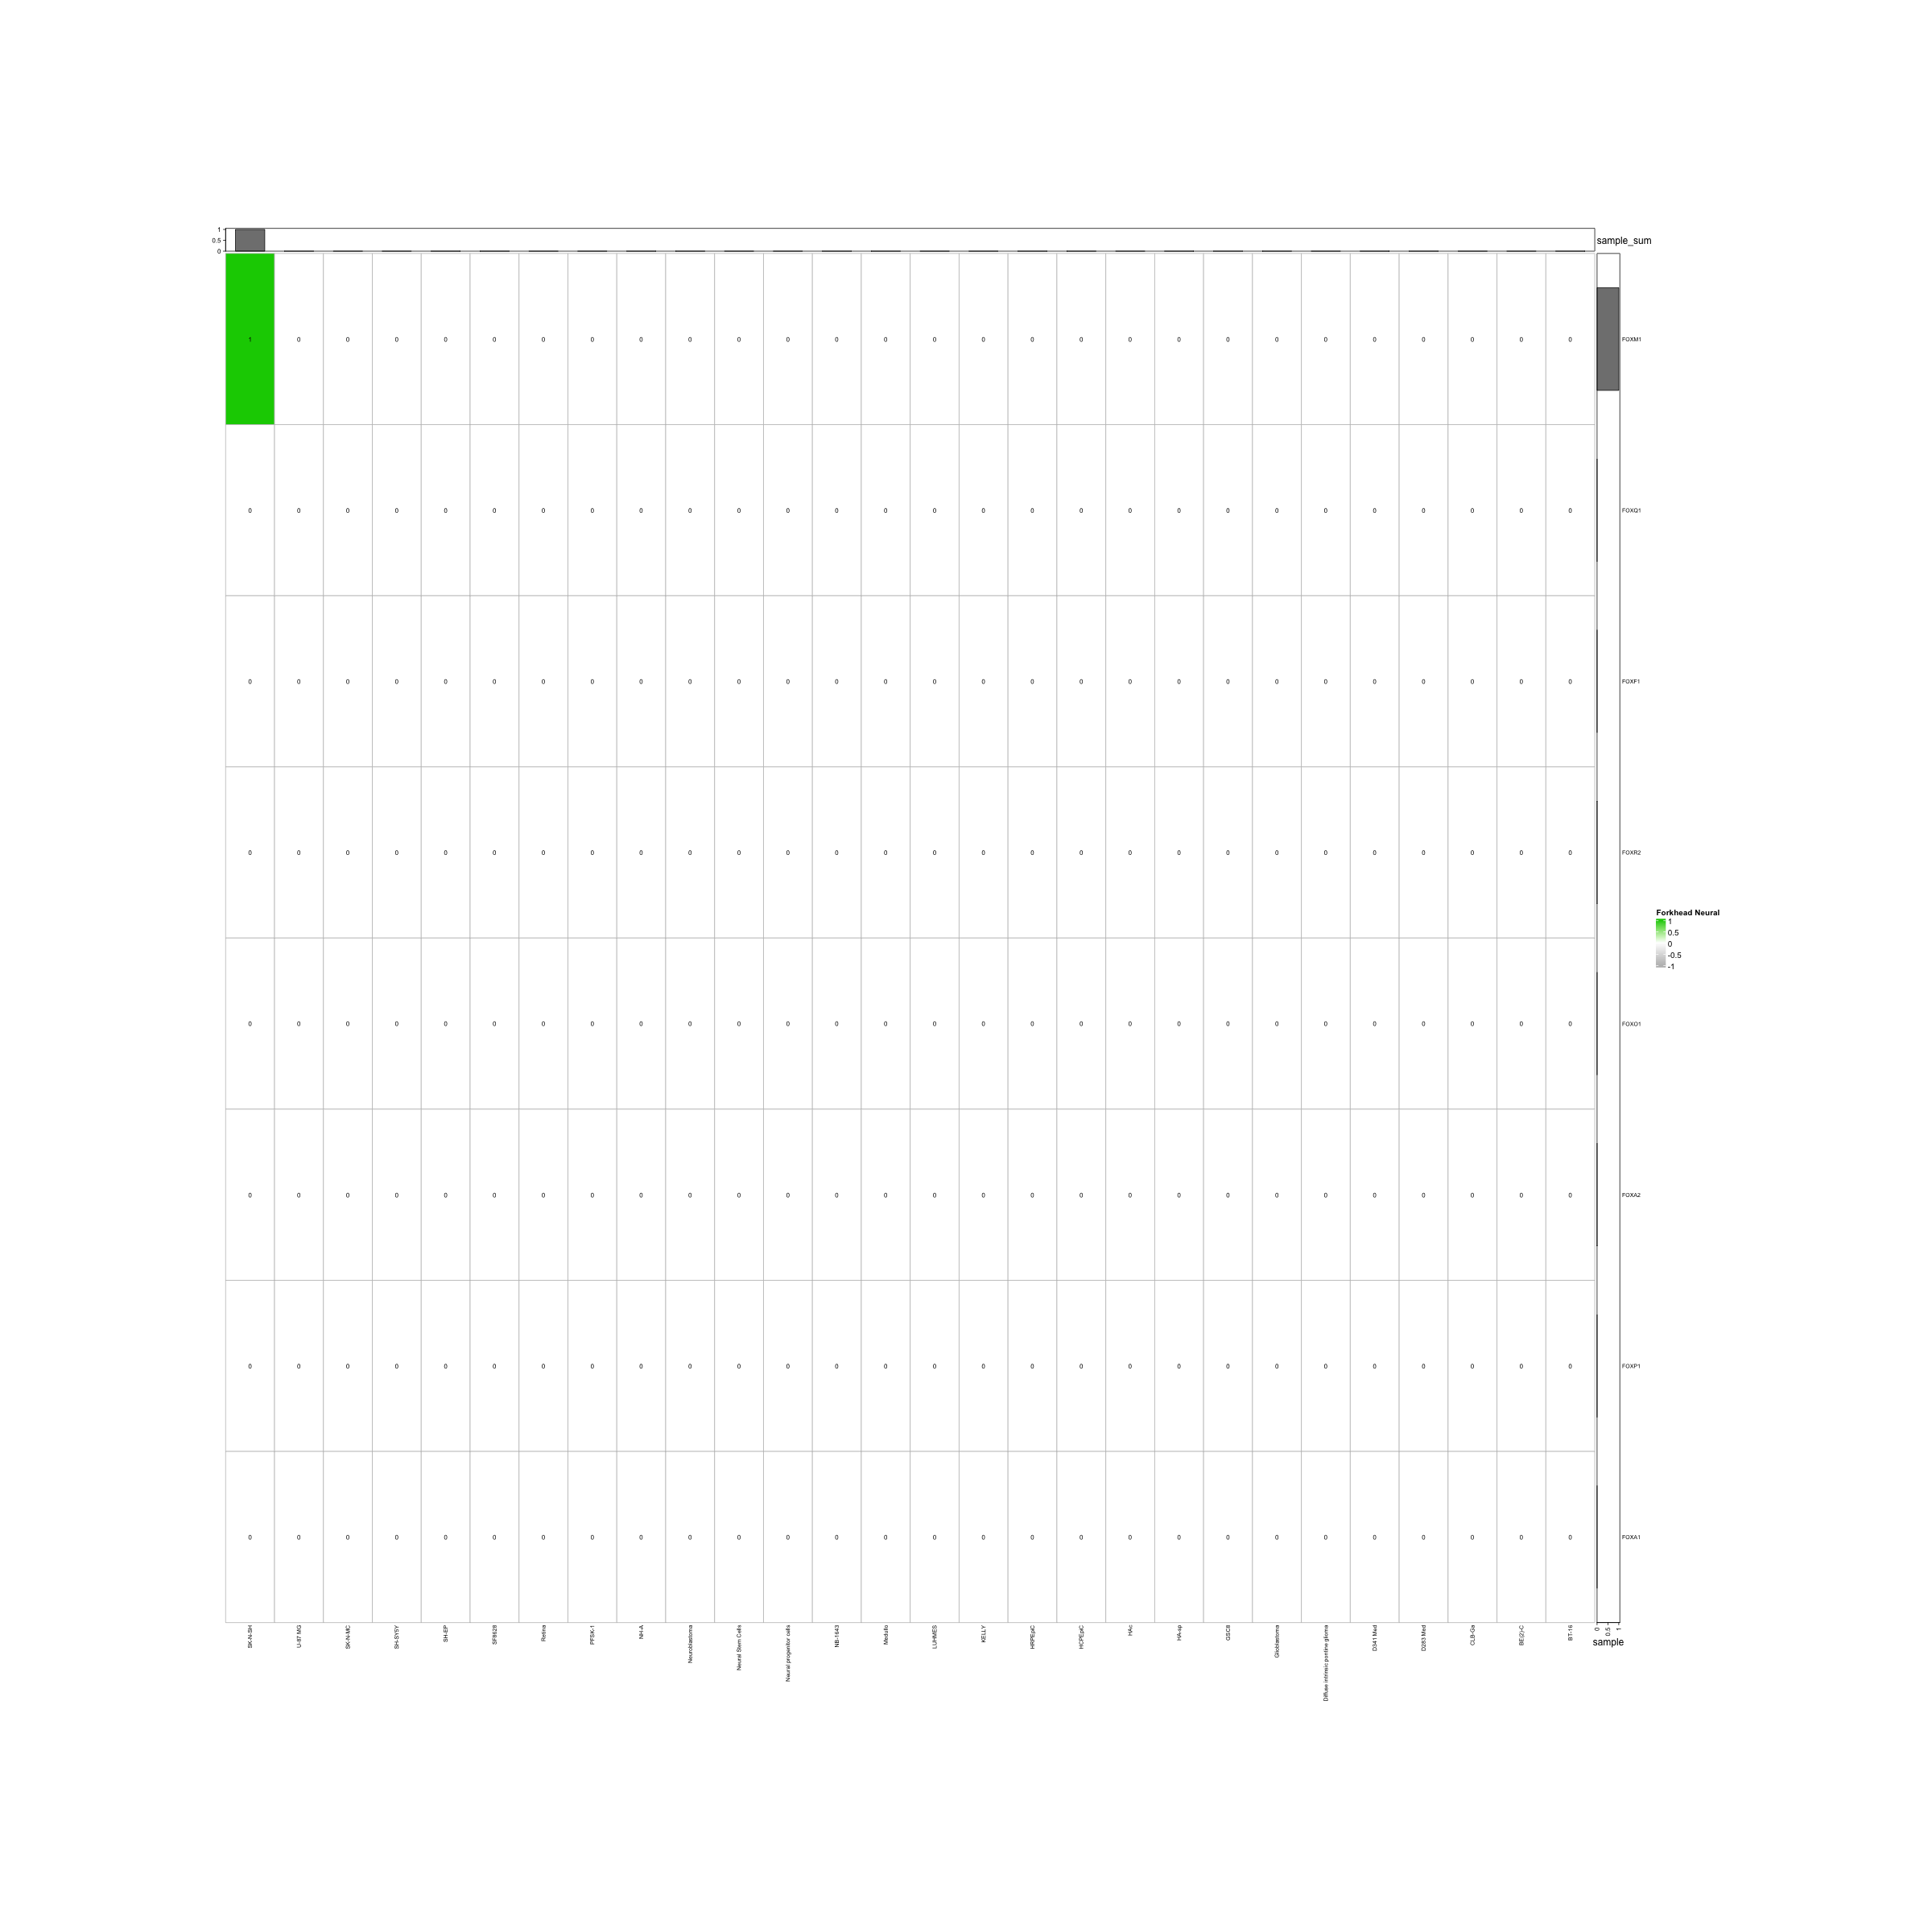 1
0.5
0
sample_sum
1 0 0 0 0 0 0 0 0 0 0 0 0 0 0 0 0 0 0 0 0 0 0 0 0 0 0 0 FOXM1
0 0 0 0 0 0 0 0 0 0 0 0 0 0 0 0 0 0 0 0 0 0 0 0 0 0 0 0 FOXQ1
0 0 0 0 0 0 0 0 0 0 0 0 0 0 0 0 0 0 0 0 0 0 0 0 0 0 0 0 FOXF1
0 0 0 0 0 0 0 0 0 0 0 0 0 0 0 0 0 0 0 0 0 0 0 0 0 0 0 0 FOXR2
Forkhead Neural
1
0.5
0
-0.5
-1
0 0 0 0 0 0 0 0 0 0 0 0 0 0 0 0 0 0 0 0 0 0 0 0 0 0 0 0 FOXO1
0 0 0 0 0 0 0 0 0 0 0 0 0 0 0 0 0 0 0 0 0 0 0 0 0 0 0 0 FOXA2
0 0 0 0 0 0 0 0 0 0 0 0 0 0 0 0 0 0 0 0 0 0 0 0 0 0 0 0 FOXP1
0 0 0 0 0 0 0 0 0 0 0 0 0 0 0 0 0 0 0 0 0 0 0 0 0 0 0 0 FOXA1
SK-N-SH
U-87 MG
SK-N-MC
SH-SY5Y
SH-EP
SF8628
Retina
PFSK-1
NH-A
Neuroblastoma
Neural Stem Cells
Neural progenitor cells
NB-1643
Medullo
LUHMES
KELLY
HRPEpiC
HCPEpiC
HAc
HA-sp
GSC8
Glioblastoma
Diffuse intrinsic pontine glioma
D341 Med
D283 Med
CLB-Ga
BE(2)-C
BT-16
0
0.5
1
sample